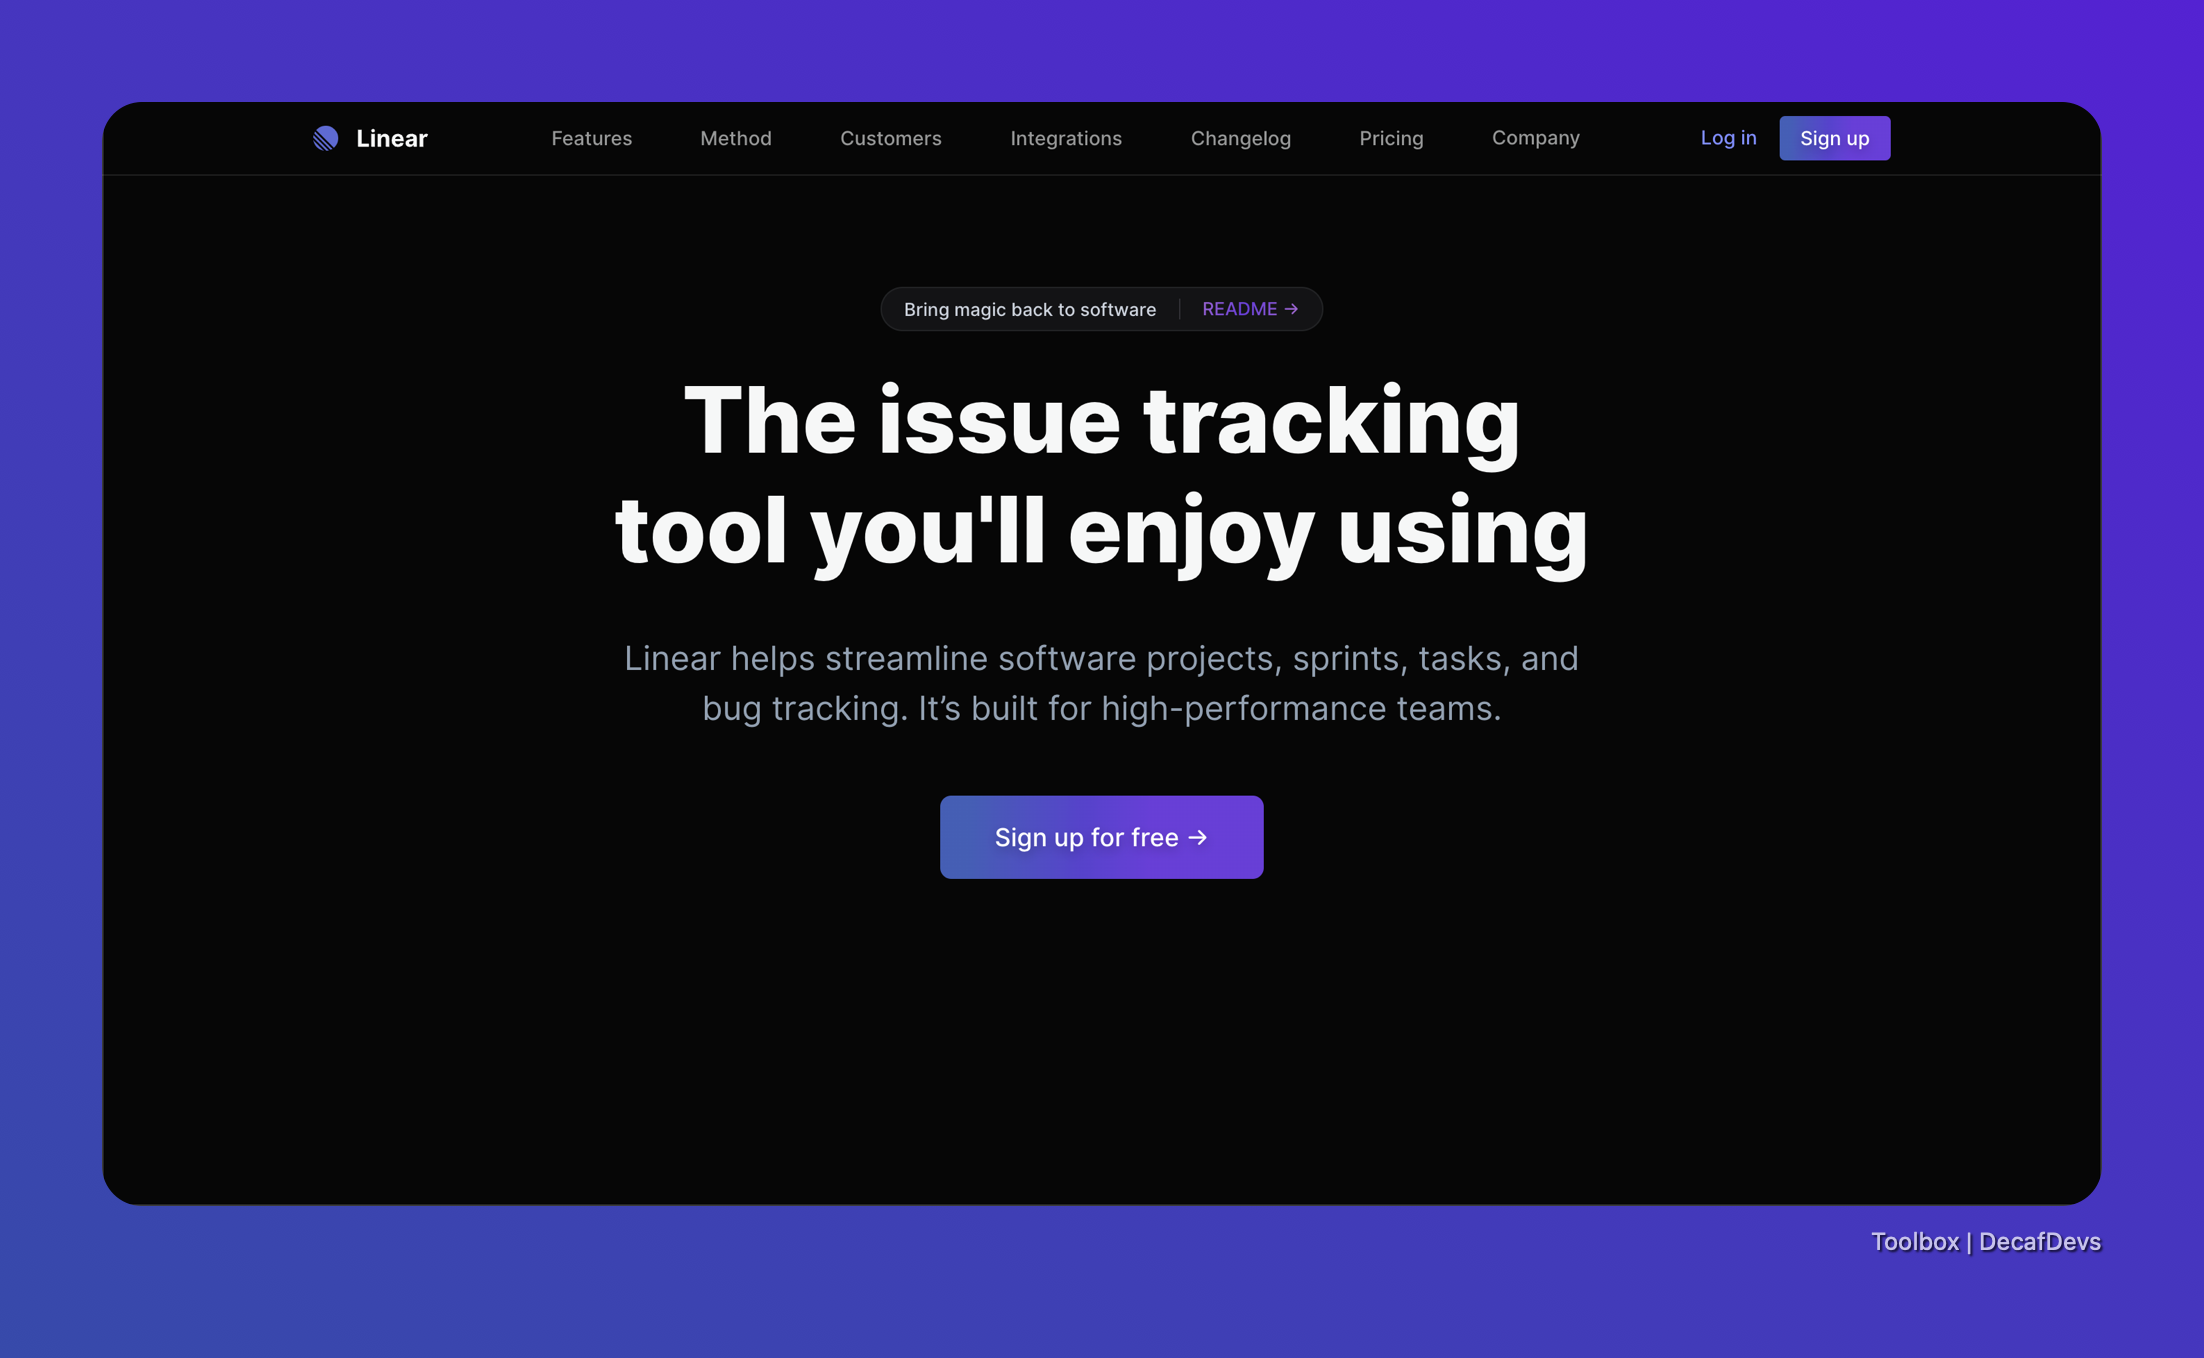 Linear
Features
Method
Customers
Integrations
Changelog
Pricing
Company
Log in
Sign up
Bring magic back to software | README →
The issue tracking
tool you'll enjoy using
Linear helps streamline software projects, sprints, tasks, and
bug tracking. It’s built for high-performance teams.
Sign up for free →
Toolbox | DecafDevs